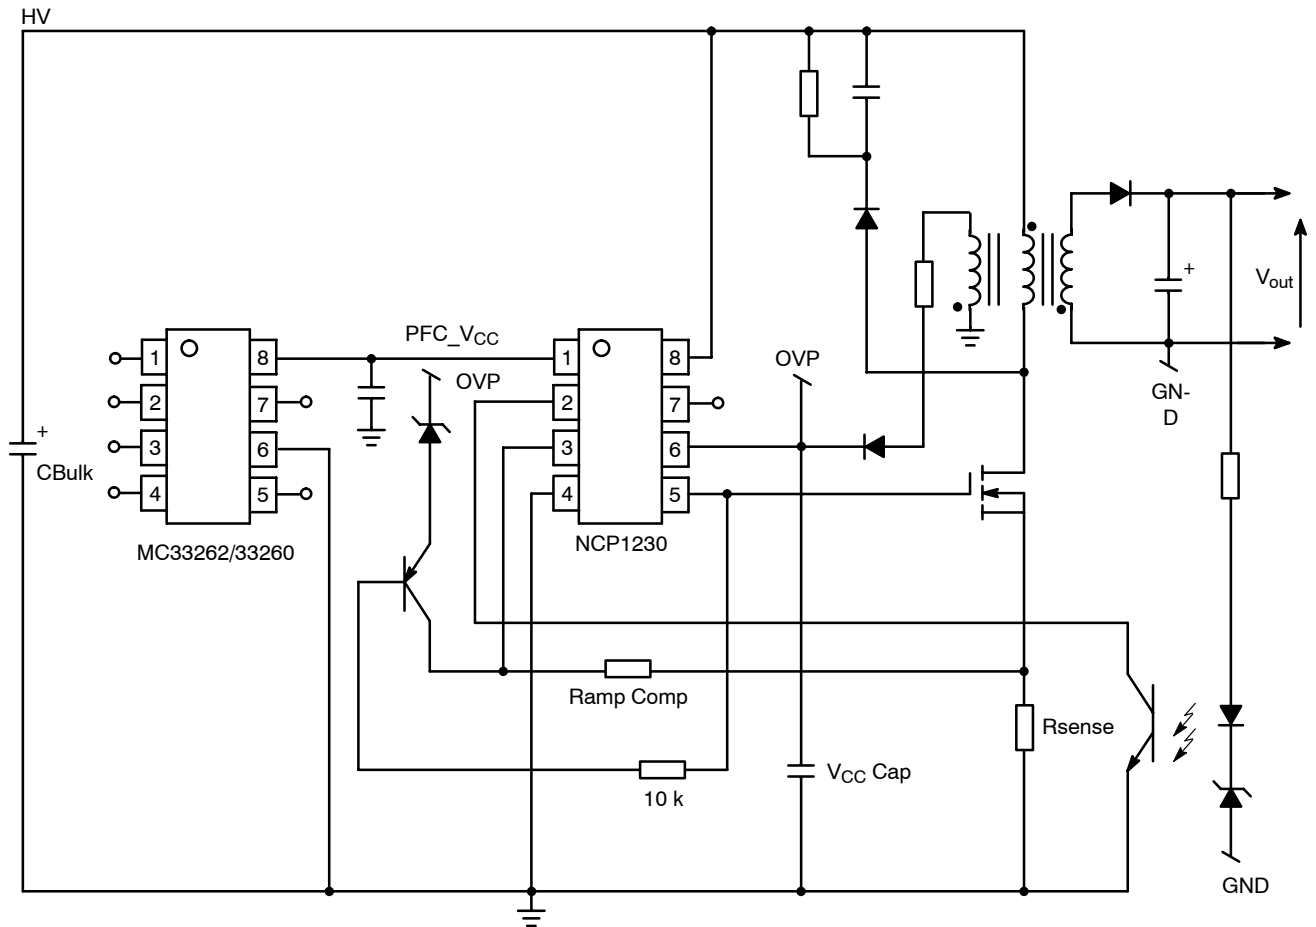 HV
OVP
PFC_VCC
OVP
1
8
2
7
3
6
4
5
1
8
2
7
3
6
4
5
+
CBulk
MC33262/33260
NCP1230
+
Vout
GN-
D
Ramp Comp
Rsense
10 k
VCC Cap
GND